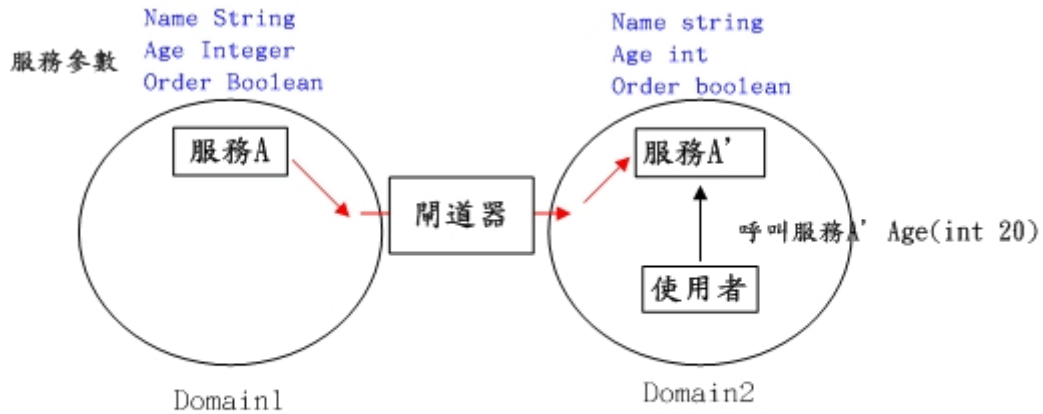 服務參數
Name String
Age Integer
Order Boolean
Name string
Age int
Order boolean
服務A
閘道器
服務A'
呼叫服務A' Age(int 20)
使用者
Domain1
Domain2